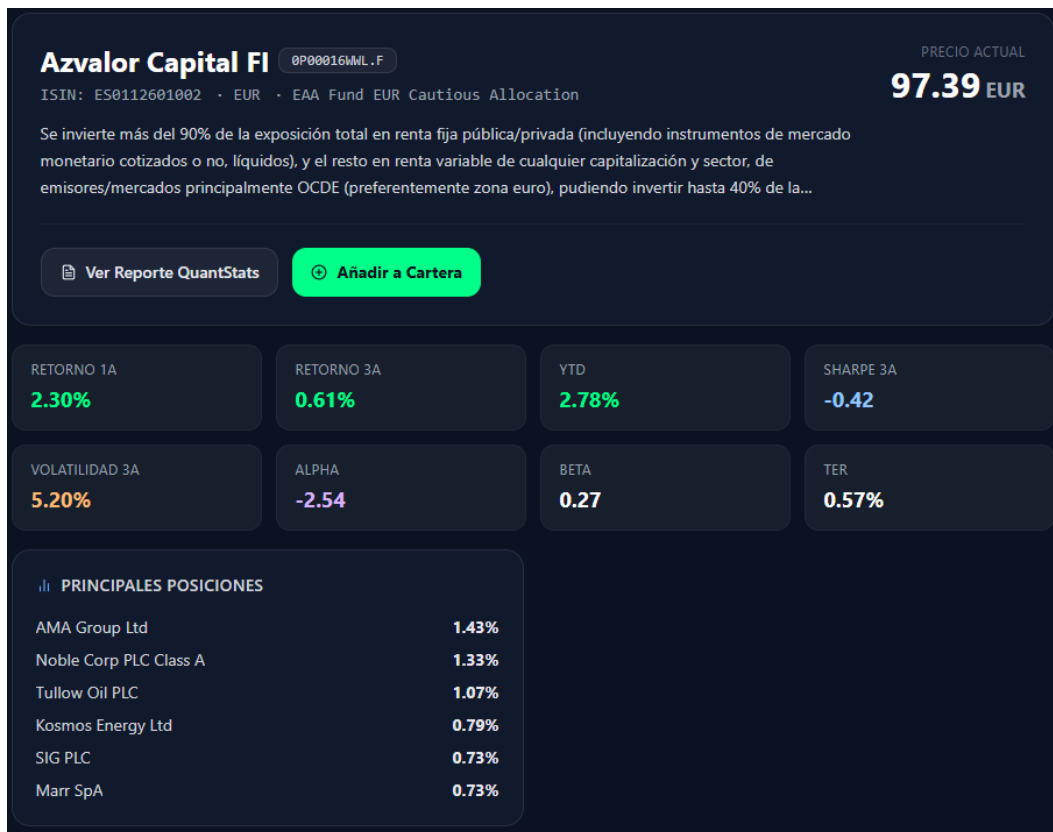 Azvalor Capital FI 0P00016WWL.F
PRECIO ACTUAL
97.39 EUR
ISIN: ES0112601002 · EUR · EAA Fund EUR Cautious Allocation
Se invierte más del 90% de la exposición total en renta fija pública/privada (incluyendo instrumentos de mercado
monetario cotizados o no, líquidos), y el resto en renta variable de cualquier capitalización y sector, de
emisores/mercados principalmente OCDE (preferentemente zona euro), pudiendo invertir hasta 40% de la...
Ver Reporte QuantStats
Añadir a Cartera
RETORNO 1A
2.30%
RETORNO 3A
0.61%
YTD
2.78%
SHARPE 3A
-0.42
VOLATILIDAD 3A
5.20%
ALPHA
-2.54
BETA
0.27
TER
0.57%
PRINCIPALES POSICIONES
AMA Group Ltd 1.43%
Noble Corp PLC Class A 1.33%
Tullow Oil PLC 1.07%
Kosmos Energy Ltd 0.79%
SIG PLC 0.73%
Marr SpA 0.73%